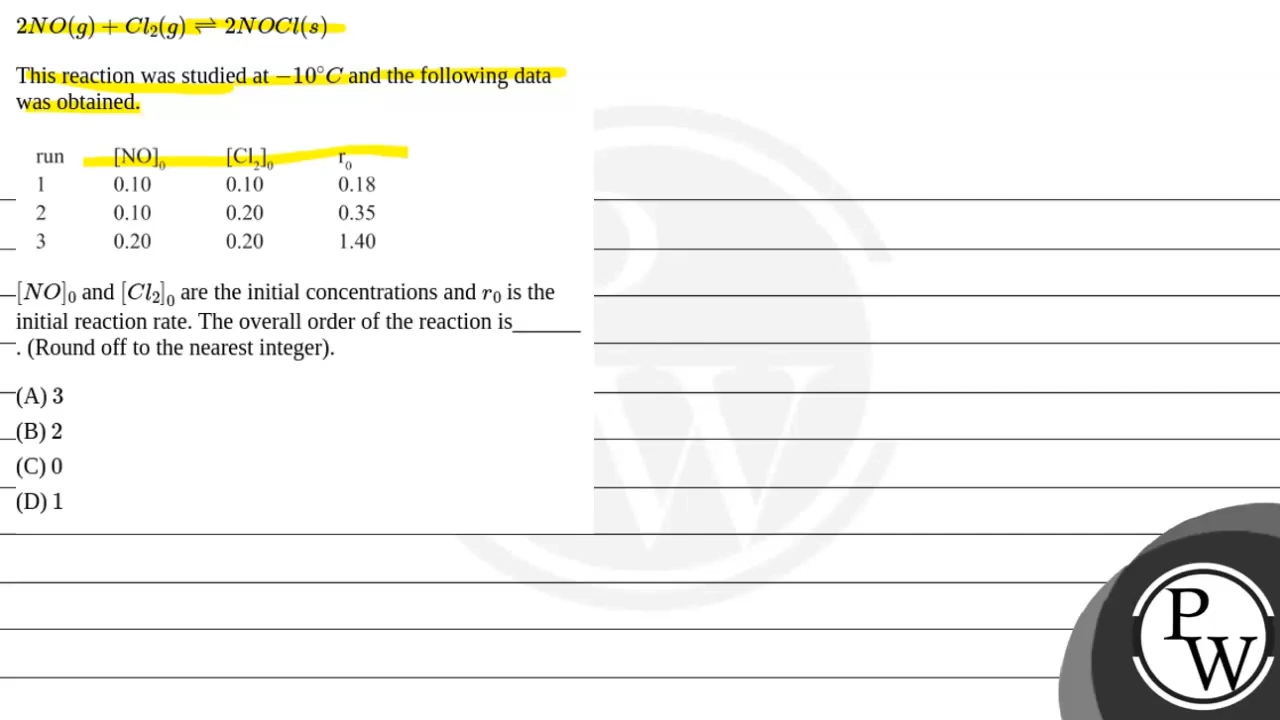 2NO(g) + Cl₂(g) ⇌ 2NOCl(s)
This reaction was studied at −10°C and the following data
was obtained.
run [NO]₀ [Cl₂]₀ r₀
1 0.10 0.10 0.18
2 0.10 0.20 0.35
3 0.20 0.20 1.40
[NO]₀ and [Cl₂]₀ are the initial concentrations and r₀ is the
initial reaction rate. The overall order of the reaction is______
. (Round off to the nearest integer).
(A) 3
(B) 2
(C) 0
(D) 1
PW